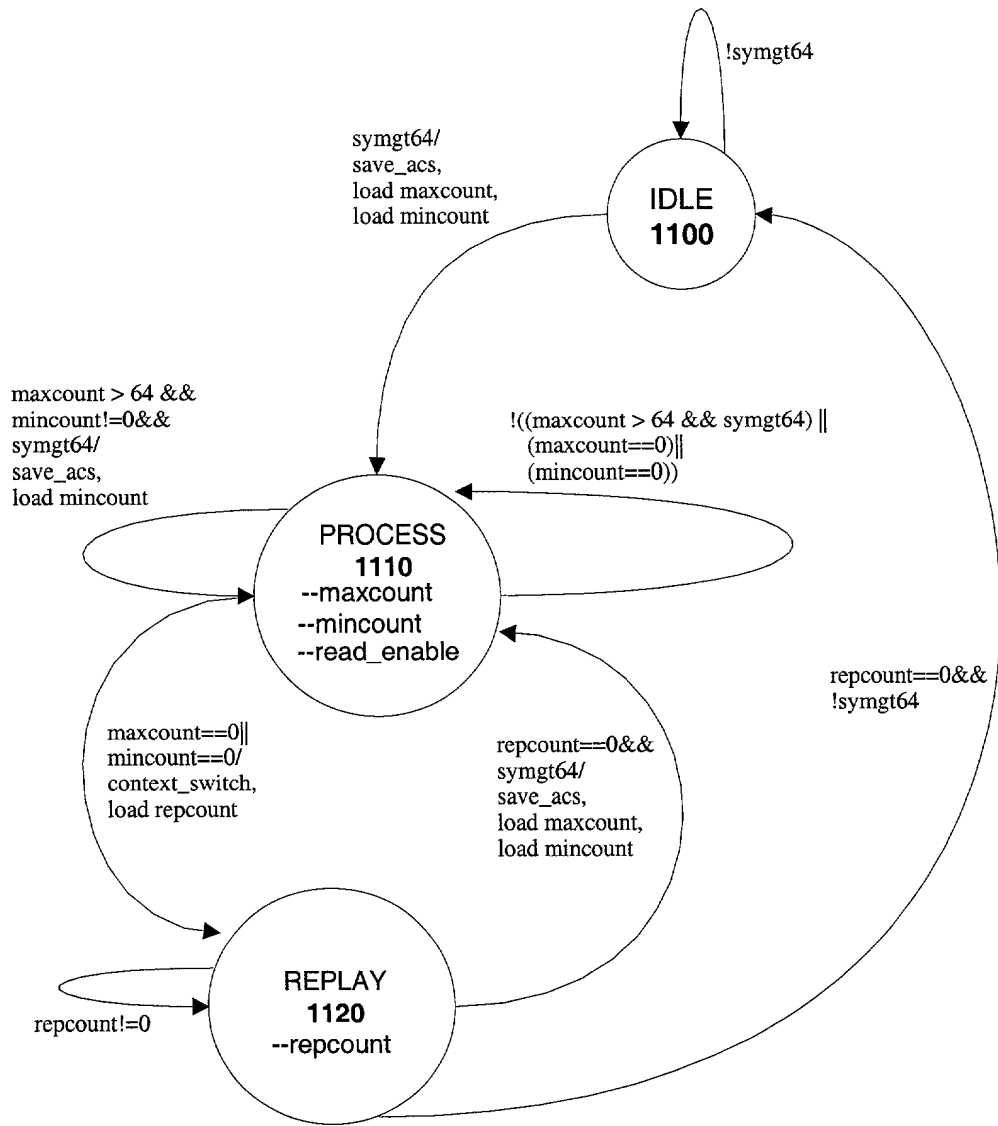 !symgt64
symgt64/
save_acs,
load maxcount,
load mincount
IDLE
1100
maxcount > 64 &&
mincount!=0&&
symgt64/
save_acs,
load mincount
!((maxcount > 64 && symgt64) ||
(maxcount==0)||
(mincount==0))
PROCESS
1110
--maxcount
--mincount
--read_enable
repcount==0&&
!symgt64
maxcount==0||
mincount==0/
context_switch,
load repcount
repcount==0&&
symgt64/
save_acs,
load maxcount,
load mincount
REPLAY
1120
--repcount
repcount!=0